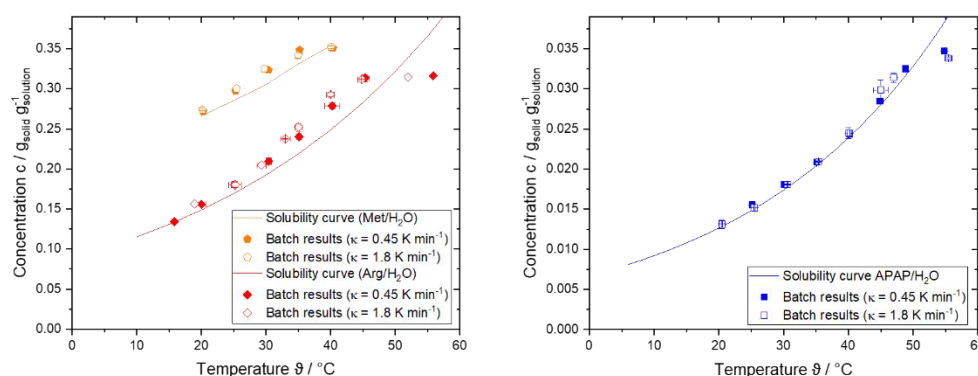 Concentration c / g_solid g_solution⁻¹
0.35
0.30
0.25
0.20
0.15
0.10
0.05
0.00
0 10 20 30 40 50 60
Temperature ϑ / °C
Solubility curve (Met/H₂O)
Batch results (κ = 0.45 K min⁻¹)
Batch results (κ = 1.8 K min⁻¹)
Solubility curve (Arg/H₂O)
Batch results (κ = 0.45 K min⁻¹)
Batch results (κ = 1.8 K min⁻¹)
Concentration c / g_solid g_solution⁻¹
0.035
0.030
0.025
0.020
0.015
0.010
0.005
0.000
0 10 20 30 40 50 60
Temperature ϑ / °C
Solubility curve APAP/H₂O
Batch results (κ = 0.45 K min⁻¹)
Batch results (κ = 1.8 K min⁻¹)